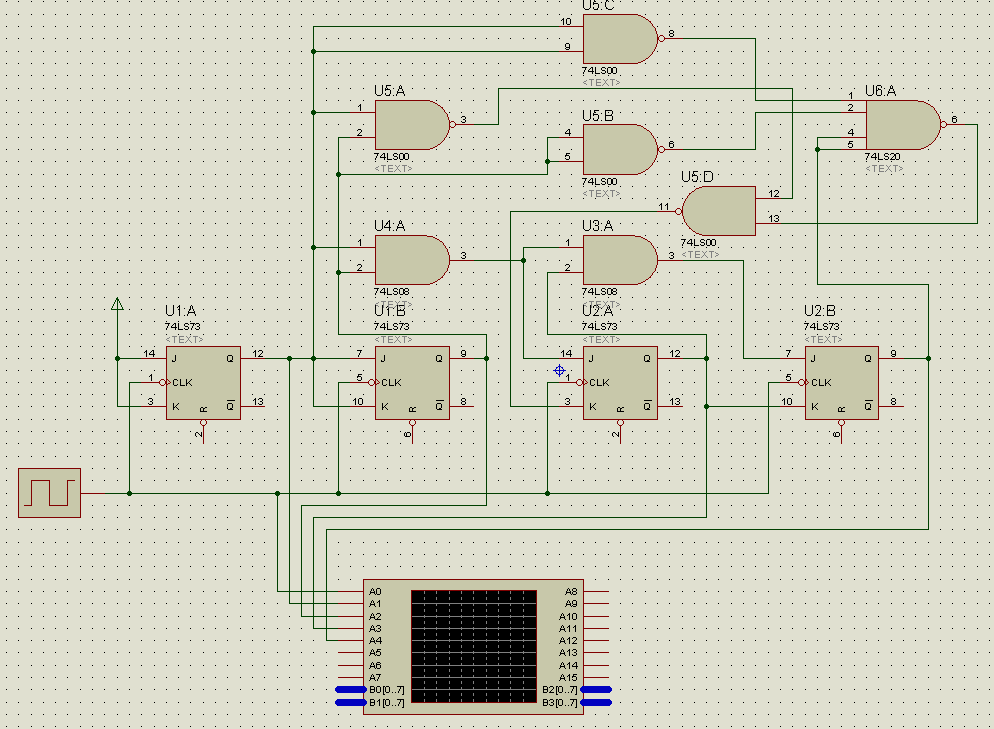 U5:C
10
9
8
74LS00
<TEXT>
U5:A
1
2
3
74LS00
<TEXT>
U5:B
4
5
6
74LS00
<TEXT>
U6:A
1
2
4
5
6
74LS20
<TEXT>
U5:D
11
12
13
74LS00
<TEXT>
U4:A
1
2
3
74LS08
<TEXT>
U3:A
1
2
3
74LS08
<TEXT>
U1:A
74LS73
<TEXT>
14 J Q 12
1 CLK
3 K Q 13
R
2
U1:B
74LS73
<TEXT>
7 J Q 9
5 CLK
10 K Q 8
R
6
U2:A
74LS73
<TEXT>
14 J Q 12
1 CLK
3 K Q 13
R
2
U2:B
74LS73
<TEXT>
7 J Q 9
5 CLK
10 K Q 8
R
6
A0 A8
A1 A9
A2 A10
A3 A11
A4 A12
A5 A13
A6 A14
A7 A15
B0[0..7] B2[0..7]
B1[0..7] B3[0..7]